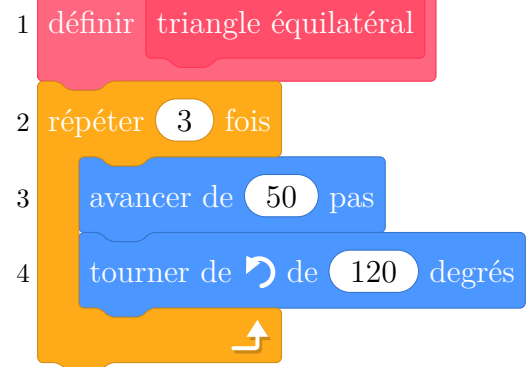 1 définir triangle équilatéral
2 répéter 3 fois
3 avancer de 50 pas
4 tourner de de 120 degrés